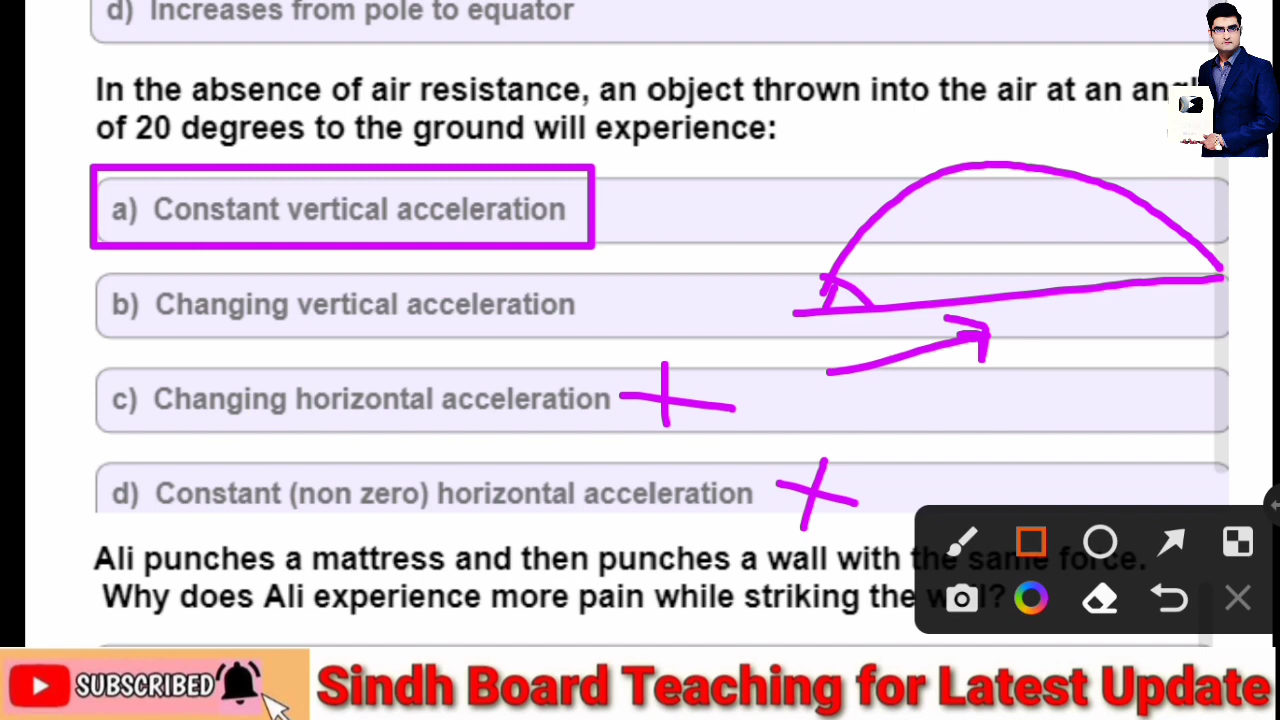 d) Increases from pole to equator
In the absence of air resistance, an object thrown into the air at an
of 20 degrees to the ground will experience:
a) Constant vertical acceleration
b) Changing vertical acceleration
c) Changing horizontal acceleration
d) Constant (non zero) horizontal acceleration
Ali punches a mattress and then punches a wall with the same force.
Why does Ali experience more pain while striking the
SUBSCRIBED Sindh Board Teaching for Latest Update